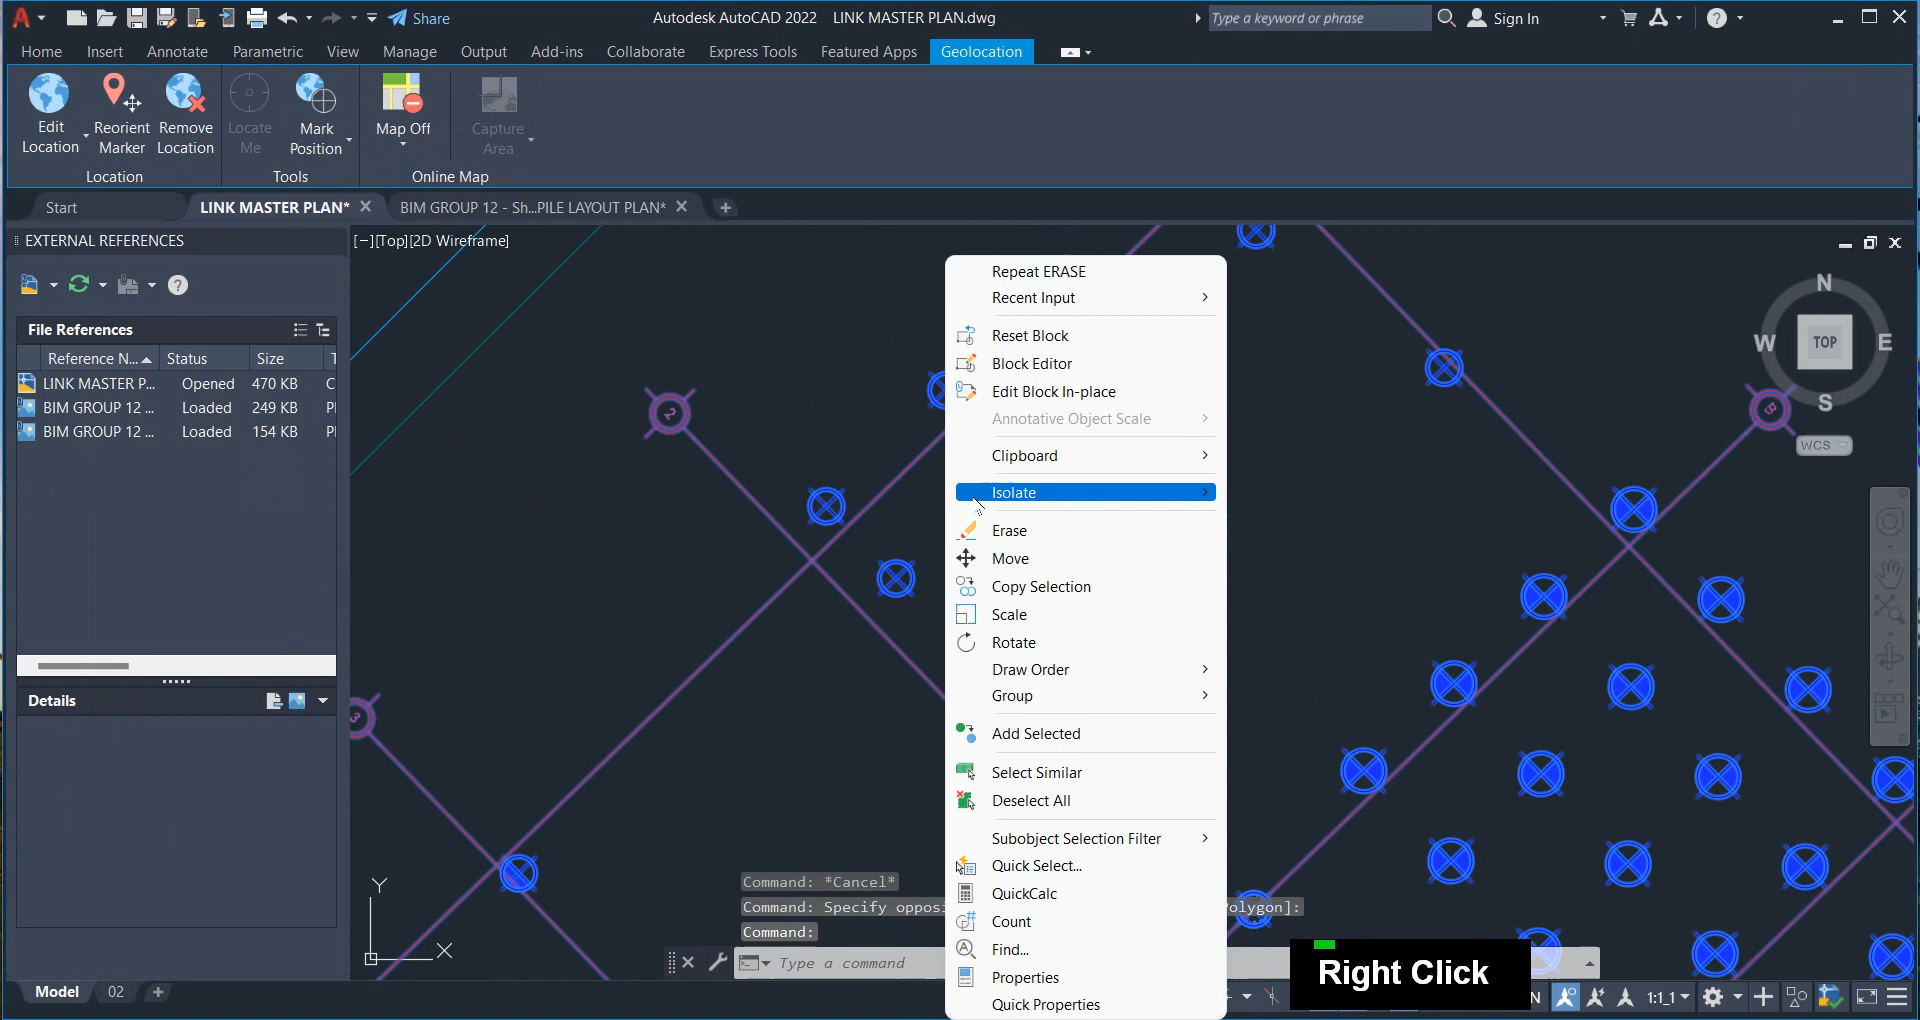 Share
Autodesk AutoCAD 2022 LINK MASTER PLAN.dwg
Type a keyword or phrase
Sign In
Home Insert Annotate Parametric View Manage Output Add-ins Collaborate Express Tools Featured Apps Geolocation
Edit Location
Reorient Marker
Remove Location
Locate Me
Mark Position
Map Off
Capture Area
Location Tools Online Map
Start LINK MASTER PLAN* BIM GROUP 12 - Sh...PILE LAYOUT PLAN*
EXTERNAL REFERENCES
[−][Top][2D Wireframe]
File References
Reference N... Status Size
LINK MASTER P... Opened 470 KB C
BIM GROUP 12 ... Loaded 249 KB
BIM GROUP 12 ... Loaded 154 KB
Details
N
W TOP E
S
WCS
2
3
B
Repeat ERASE
Recent Input
Reset Block
Block Editor
Edit Block In-place
Annotative Object Scale
Clipboard
Isolate
Erase
Move
Copy Selection
Scale
Rotate
Draw Order
Group
Add Selected
Select Similar
Deselect All
Subobject Selection Filter
Quick Select...
QuickCalc
Count
Find...
Properties
Quick Properties
Command: *Cancel*
Command: Specify oppos
olygon]:
Command:
Type a command
Y
X
Right Click
Model 02
N
1:1_1